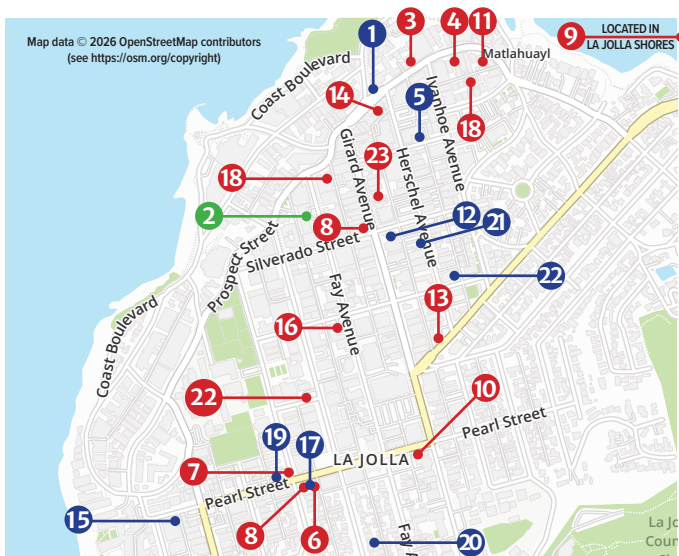 Map data © 2026 OpenStreetMap contributors
(see https://osm.org/copyright)
1
3
4
11
9
LOCATED IN
LA JOLLA SHORES
Matlahuayl
Coast Boulevard
14
5
Ivanhoe Avenue
18
18
Girard Avenue
23
Herschel Avenue
2
8
12
21
Prospect Street
Silverado Street
22
Fay Avenue
13
16
Coast Boulevard
22
10
Pearl Street
19
17
LA JOLLA
7
Pearl Street
15
8
6
20
Fay A
La Jo
Coun